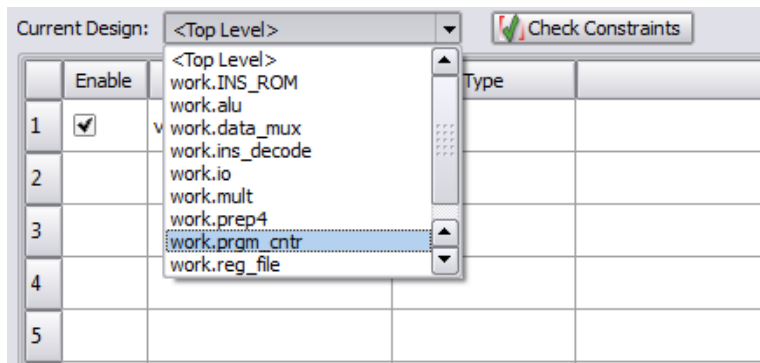 Current Design: <Top Level> Check Constraints
Enable Type
<Top Level>
work.INS_ROM
work.alu
1 v work.data_mux
work.ins_decode
2 work.io
work.mult
work.prep4
3 work.prgm_cntr
work.reg_file
4
5